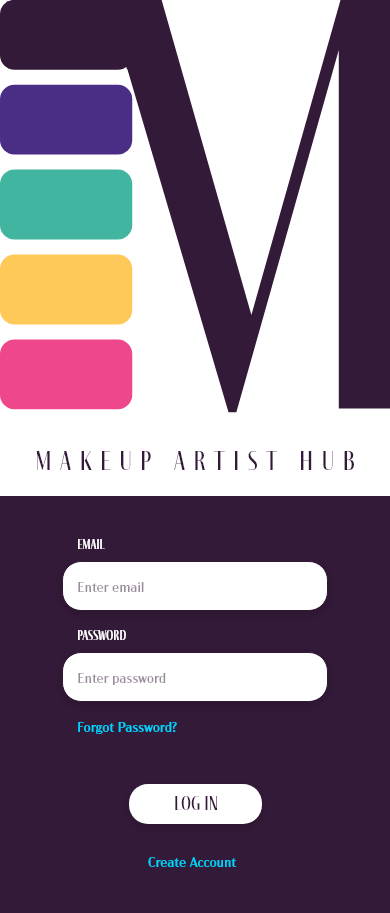 M
MAKEUP ARTIST HUB
EMAIL
Enter email
PASSWORD
Enter password
Forgot Password?
LOG IN
Create Account